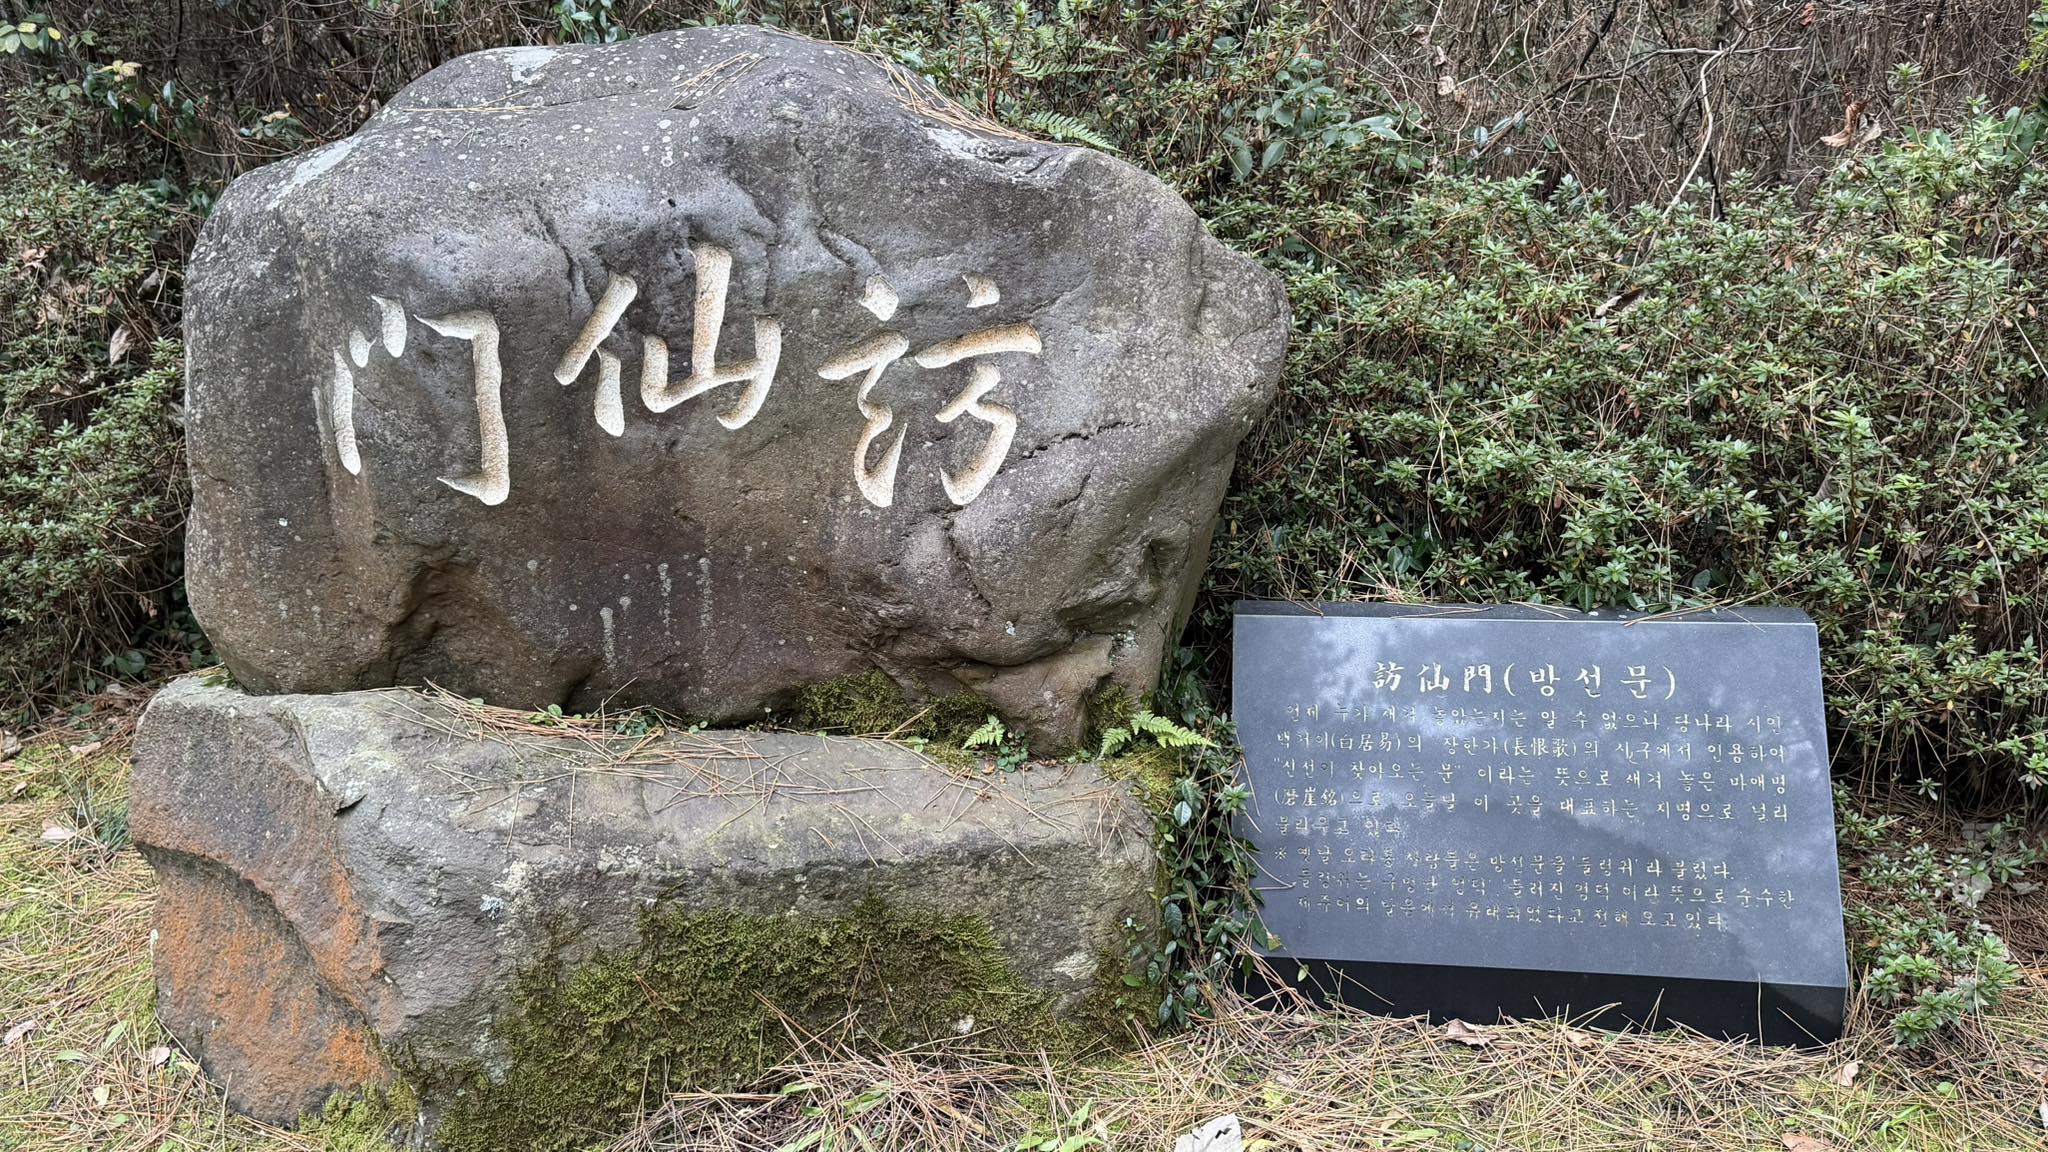 訪仙門
訪仙門(방선문)
언제 누가 새겨 놓았는지는 알 수 없으나 당나라 시인
백거이(白居易)의 장한가(長恨歌)의 싯구에서 인용하여
"신선이 찾아오는 문" 이라는 뜻으로 새겨 놓은 마애명
(磨崖銘)으로 오늘날 이 곳을 대표하는 지명으로 널리
불리우고 있다.
※ 옛날 오라동 사람들은 방선문을 '들렁귀' 라 불렀다.
들렁귀는 구멍난 엉덕, 들러진 엉덕 이란 뜻으로 순수한
제주어의 말음에서 유래되었다고 전해 오고 있다.